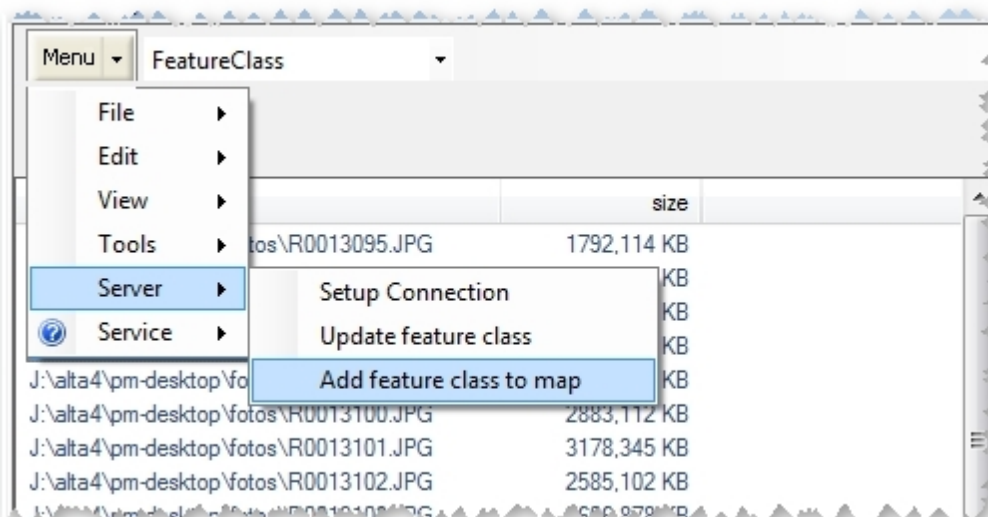 Menu FeatureClass
File
Edit
View
Tools
Server
Service
size
tos\R0013095.JPG 1792,114 KB
KB
Setup Connection
KB
Update feature class
KB
Add feature class to map
J:\alta4\pm-desktop\fo KB
J:\alta4\pm-desktop\fotos\R0013100.JPG 2883,112 KB
J:\alta4\pm-desktop\fotos\R0013101.JPG 3178,345 KB
J:\alta4\pm-desktop\fotos\R0013102.JPG 2585,102 KB